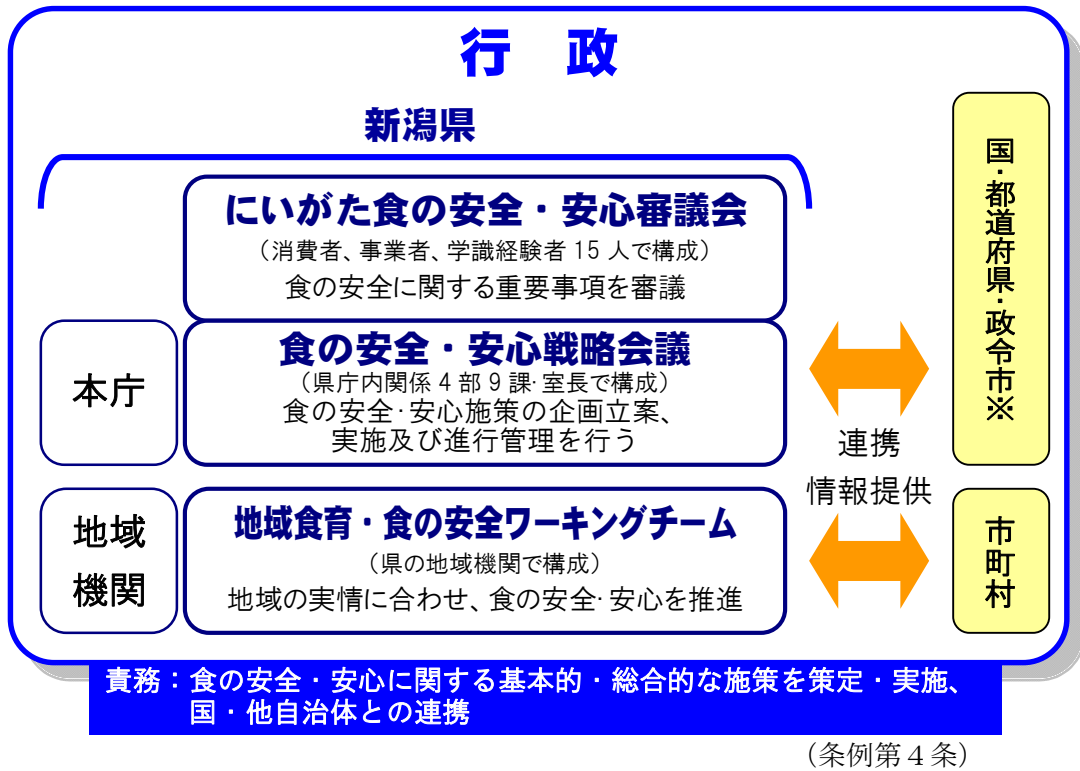 行　政
新潟県
にいがた食の安全・安心審議会
（消費者、事業者、学識経験者 15 人で構成）
食の安全に関する重要事項を審議
本庁
食の安全・安心戦略会議
（県庁内関係 4 部 9 課･室長で構成）
食の安全･安心施策の企画立案、
実施及び進行管理を行う
地域
機関
地域食育・食の安全ワーキングチーム
（県の地域機関で構成）
地域の実情に合わせ、食の安全･安心を推進
連携
情報提供
国・都道府県・政令市※
市町村
責務：食の安全・安心に関する基本的・総合的な施策を策定・実施、
国・他自治体との連携
（条例第４条）